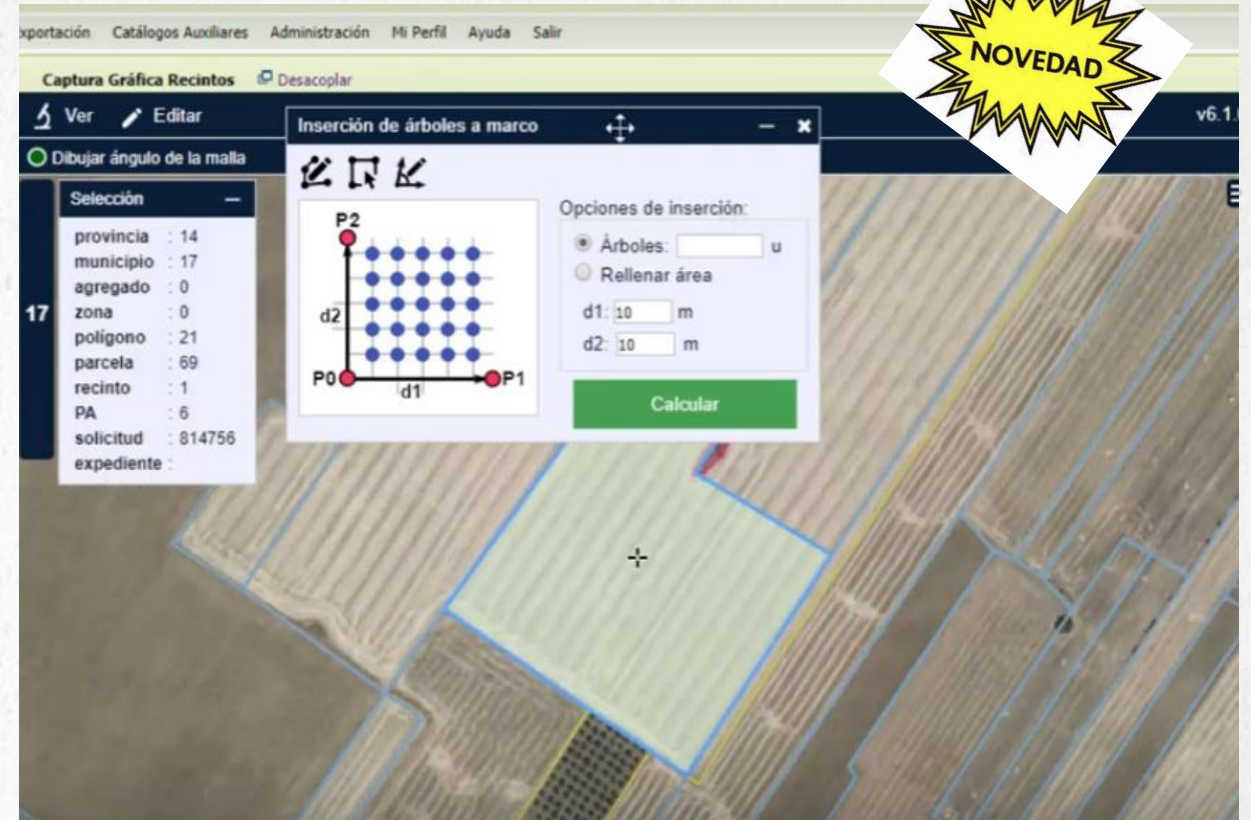 xportación Catálogos Auxiliares Administración Mi Perfil Ayuda Salir
NOVEDAD
Captura Gráfica Recintos Desacoplar
Ver Editar
v6.1.
Inserción de árboles a marco
Dibujar ángulo de la malla
Selección
provincia : 14
municipio : 17
agregado : 0
zona : 0
polígono : 21
parcela : 69
recinto : 1
PA : 6
solicitud : 814756
expediente :
17
P2
d2
P0
d1
P1
Opciones de inserción:
Árboles: u
Rellenar área
d1: 10 m
d2: 10 m
Calcular